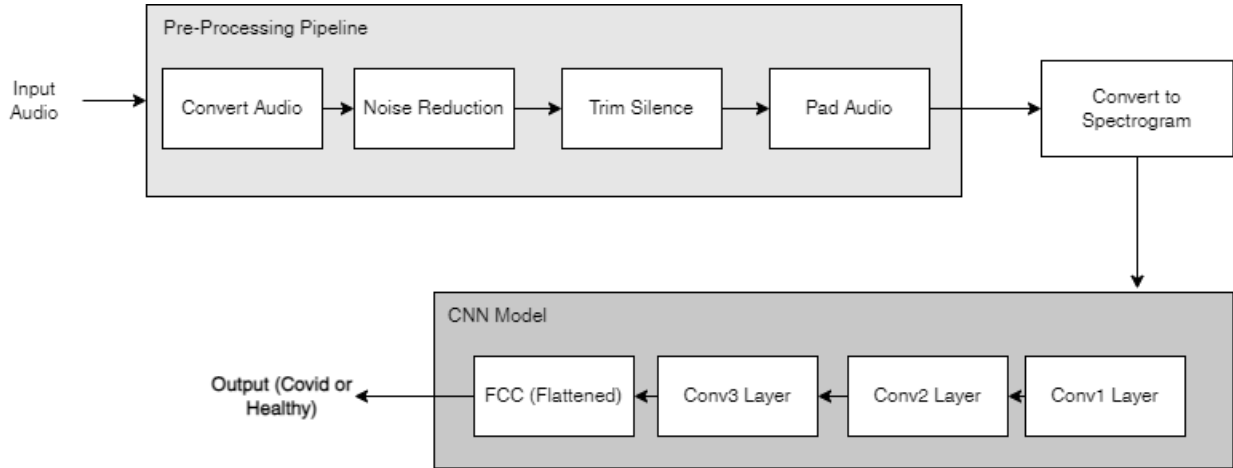 Pre-Processing Pipeline
Input
Audio
Convert Audio
Noise Reduction
Trim Silence
Pad Audio
Convert to
Spectrogram
CNN Model
Output (Covid or
Healthy)
FCC (Flattened)
Conv3 Layer
Conv2 Layer
Conv1 Layer